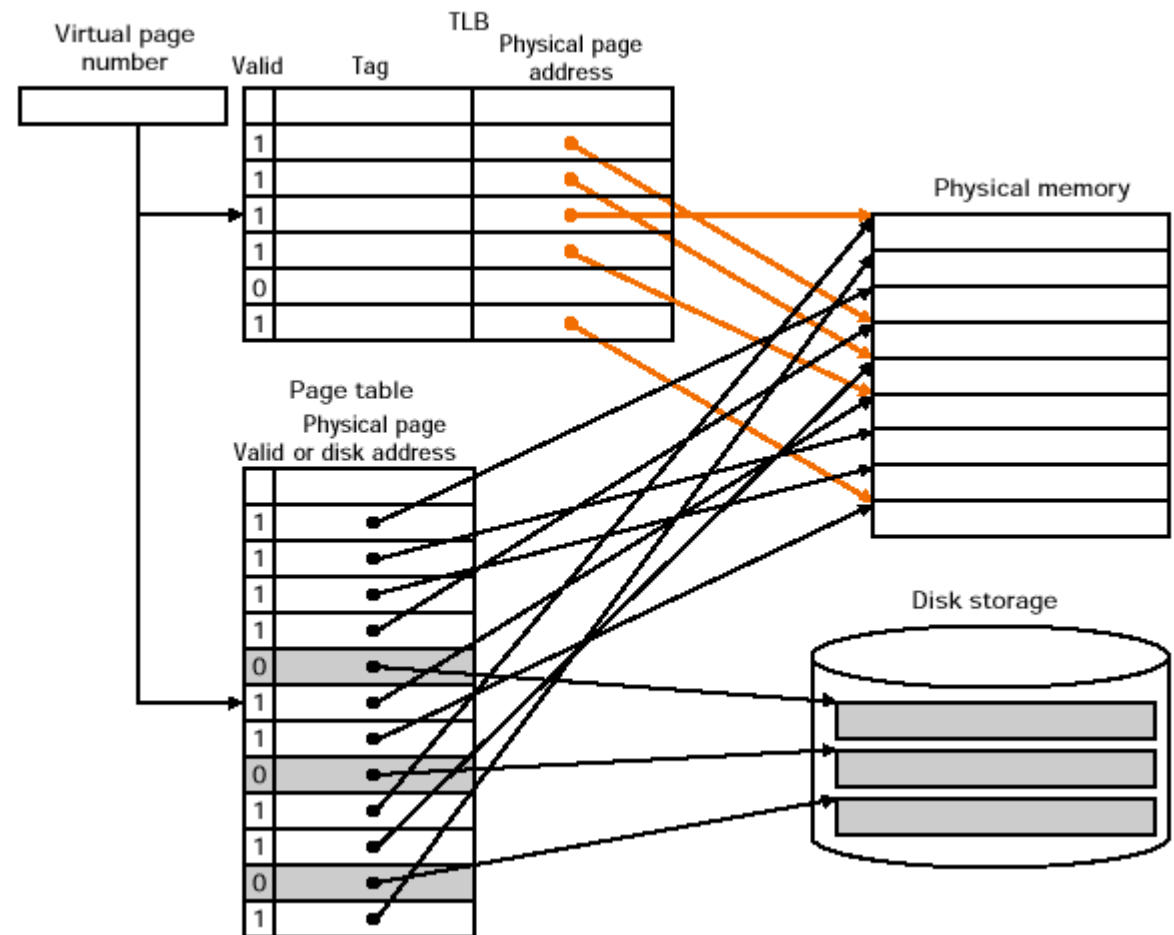 TLB
Virtual page
number
Valid
Tag
Physical page
address
1
1
1
1
0
1
Physical memory
Page table
Physical page
Valid or disk address
1
1
1
1
0
1
1
0
1
1
0
1
Disk storage